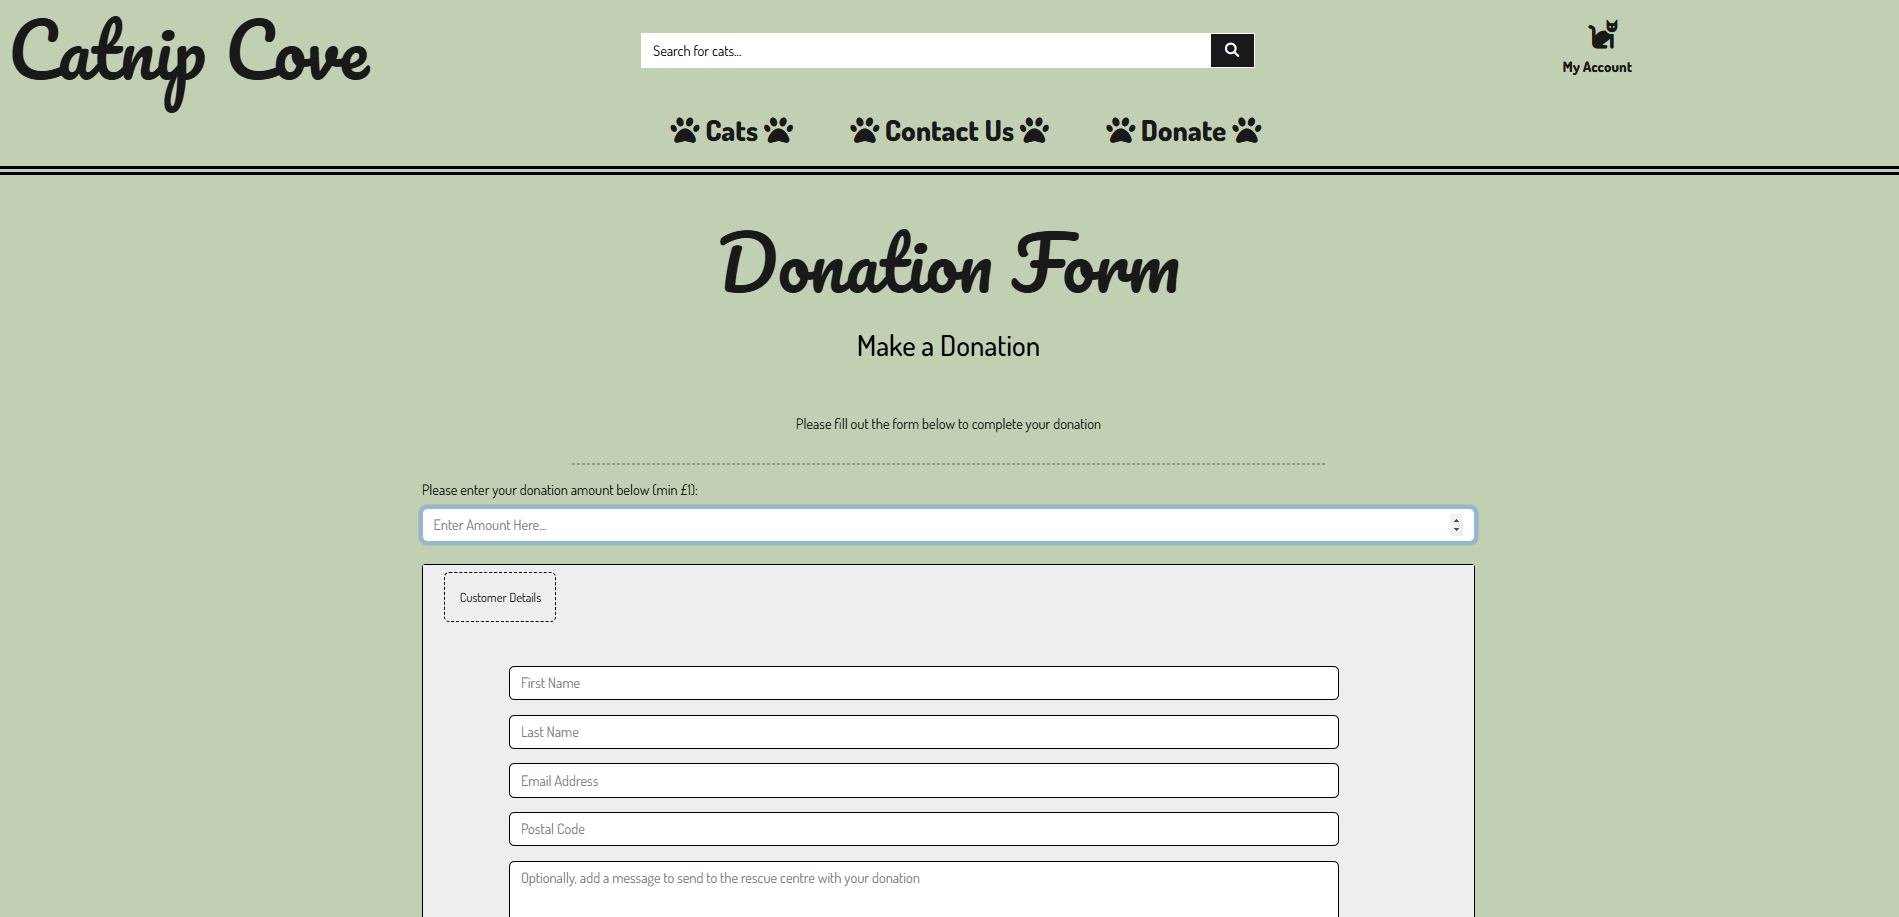 Catnip Cove
Search for cats...
My Account
Cats
Contact Us
Donate
Donation Form
Make a Donation
Please fill out the form below to complete your donation
Please enter your donation amount below (min £1):
Enter Amount Here...
Customer Details
First Name
Last Name
Email Address
Postal Code
Optionally, add a message to send to the rescue centre with your donation